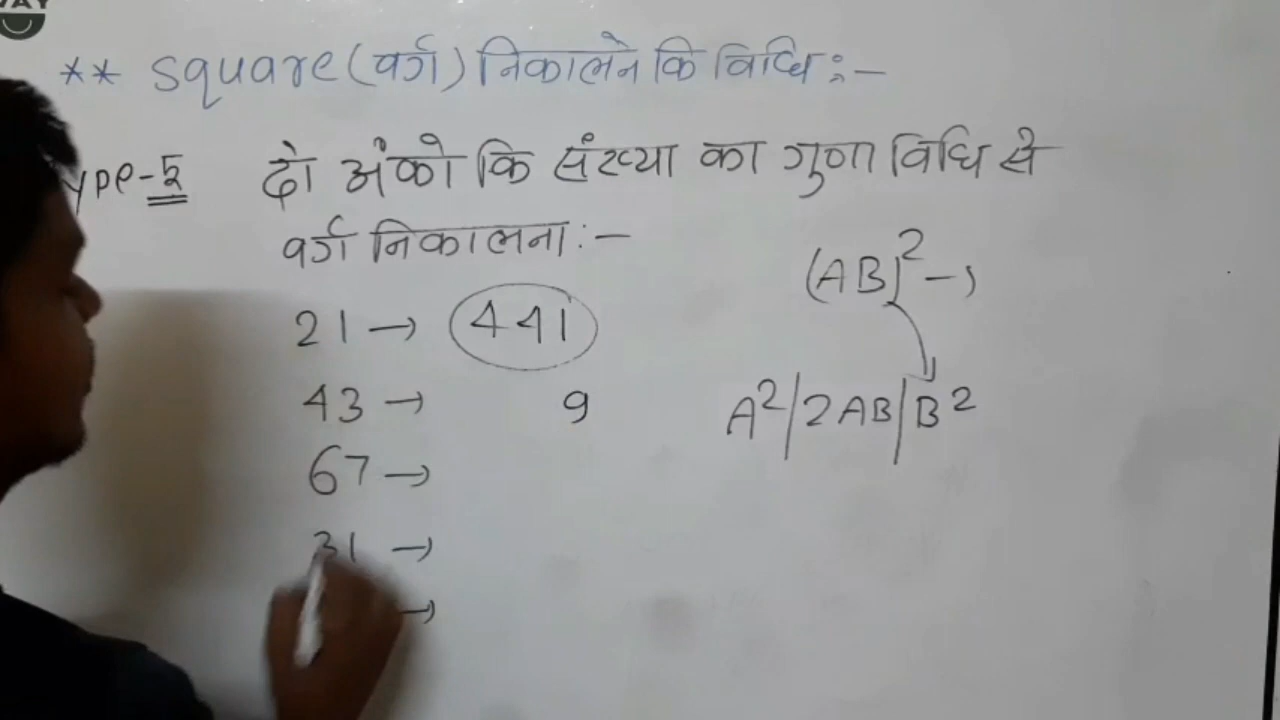 ** square (वर्ग) निकालने कि विधि :-
ype-5 दो अंको कि संख्या का गुणा विधि से
वर्ग निकालना :-
(AB)² →
21 → 441
43 → 9
A²/2AB/B²
67 →
31 →
→